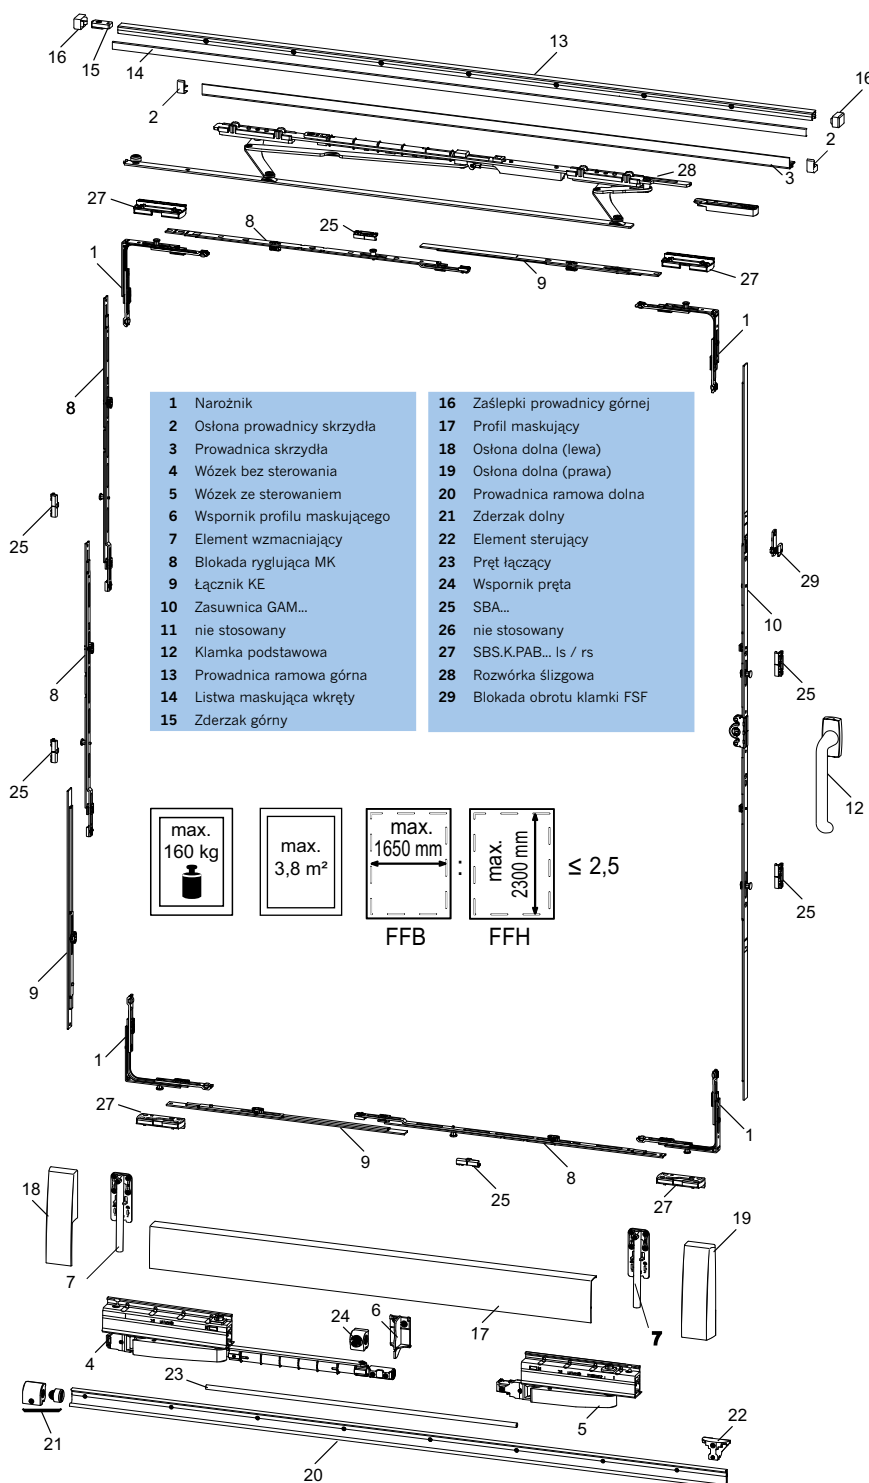 16
15
14
13
16
2
2
3
28
27
8
25
9
27
1
1
8
25
8
25
9
29
10
25
12
25
1 Narożnik
2 Osłona prowadnicy skrzydła
3 Prowadnica skrzydła
4 Wózek bez sterowania
5 Wózek ze sterowaniem
6 Wspornik profilu maskującego
7 Element wzmacniający
8 Blokada ryglująca MK
9 Łącznik KE
10 Zasuwnica GAM...
11 nie stosowany
12 Klamka podstawowa
13 Prowadnica ramowa górna
14 Listwa maskująca wkręty
15 Zderzak górny
16 Zaślepki prowadnicy górnej
17 Profil maskujący
18 Osłona dolna (lewa)
19 Osłona dolna (prawa)
20 Prowadnica ramowa dolna
21 Zderzak dolny
22 Element sterujący
23 Pręt łączący
24 Wspornik pręta
25 SBA...
26 nie stosowany
27 SBS.K.PAB... ls / rs
28 Rozwórka ślizgowa
29 Blokada obrotu klamki FSF
max.
160 kg
max.
3,8 m²
max.
1650 mm
FFB
:
max.
2300 mm
FFH
≤ 2,5
1
1
27
9
25
8
27
18
7
19
7
17
24
6
4
23
5
22
21
20